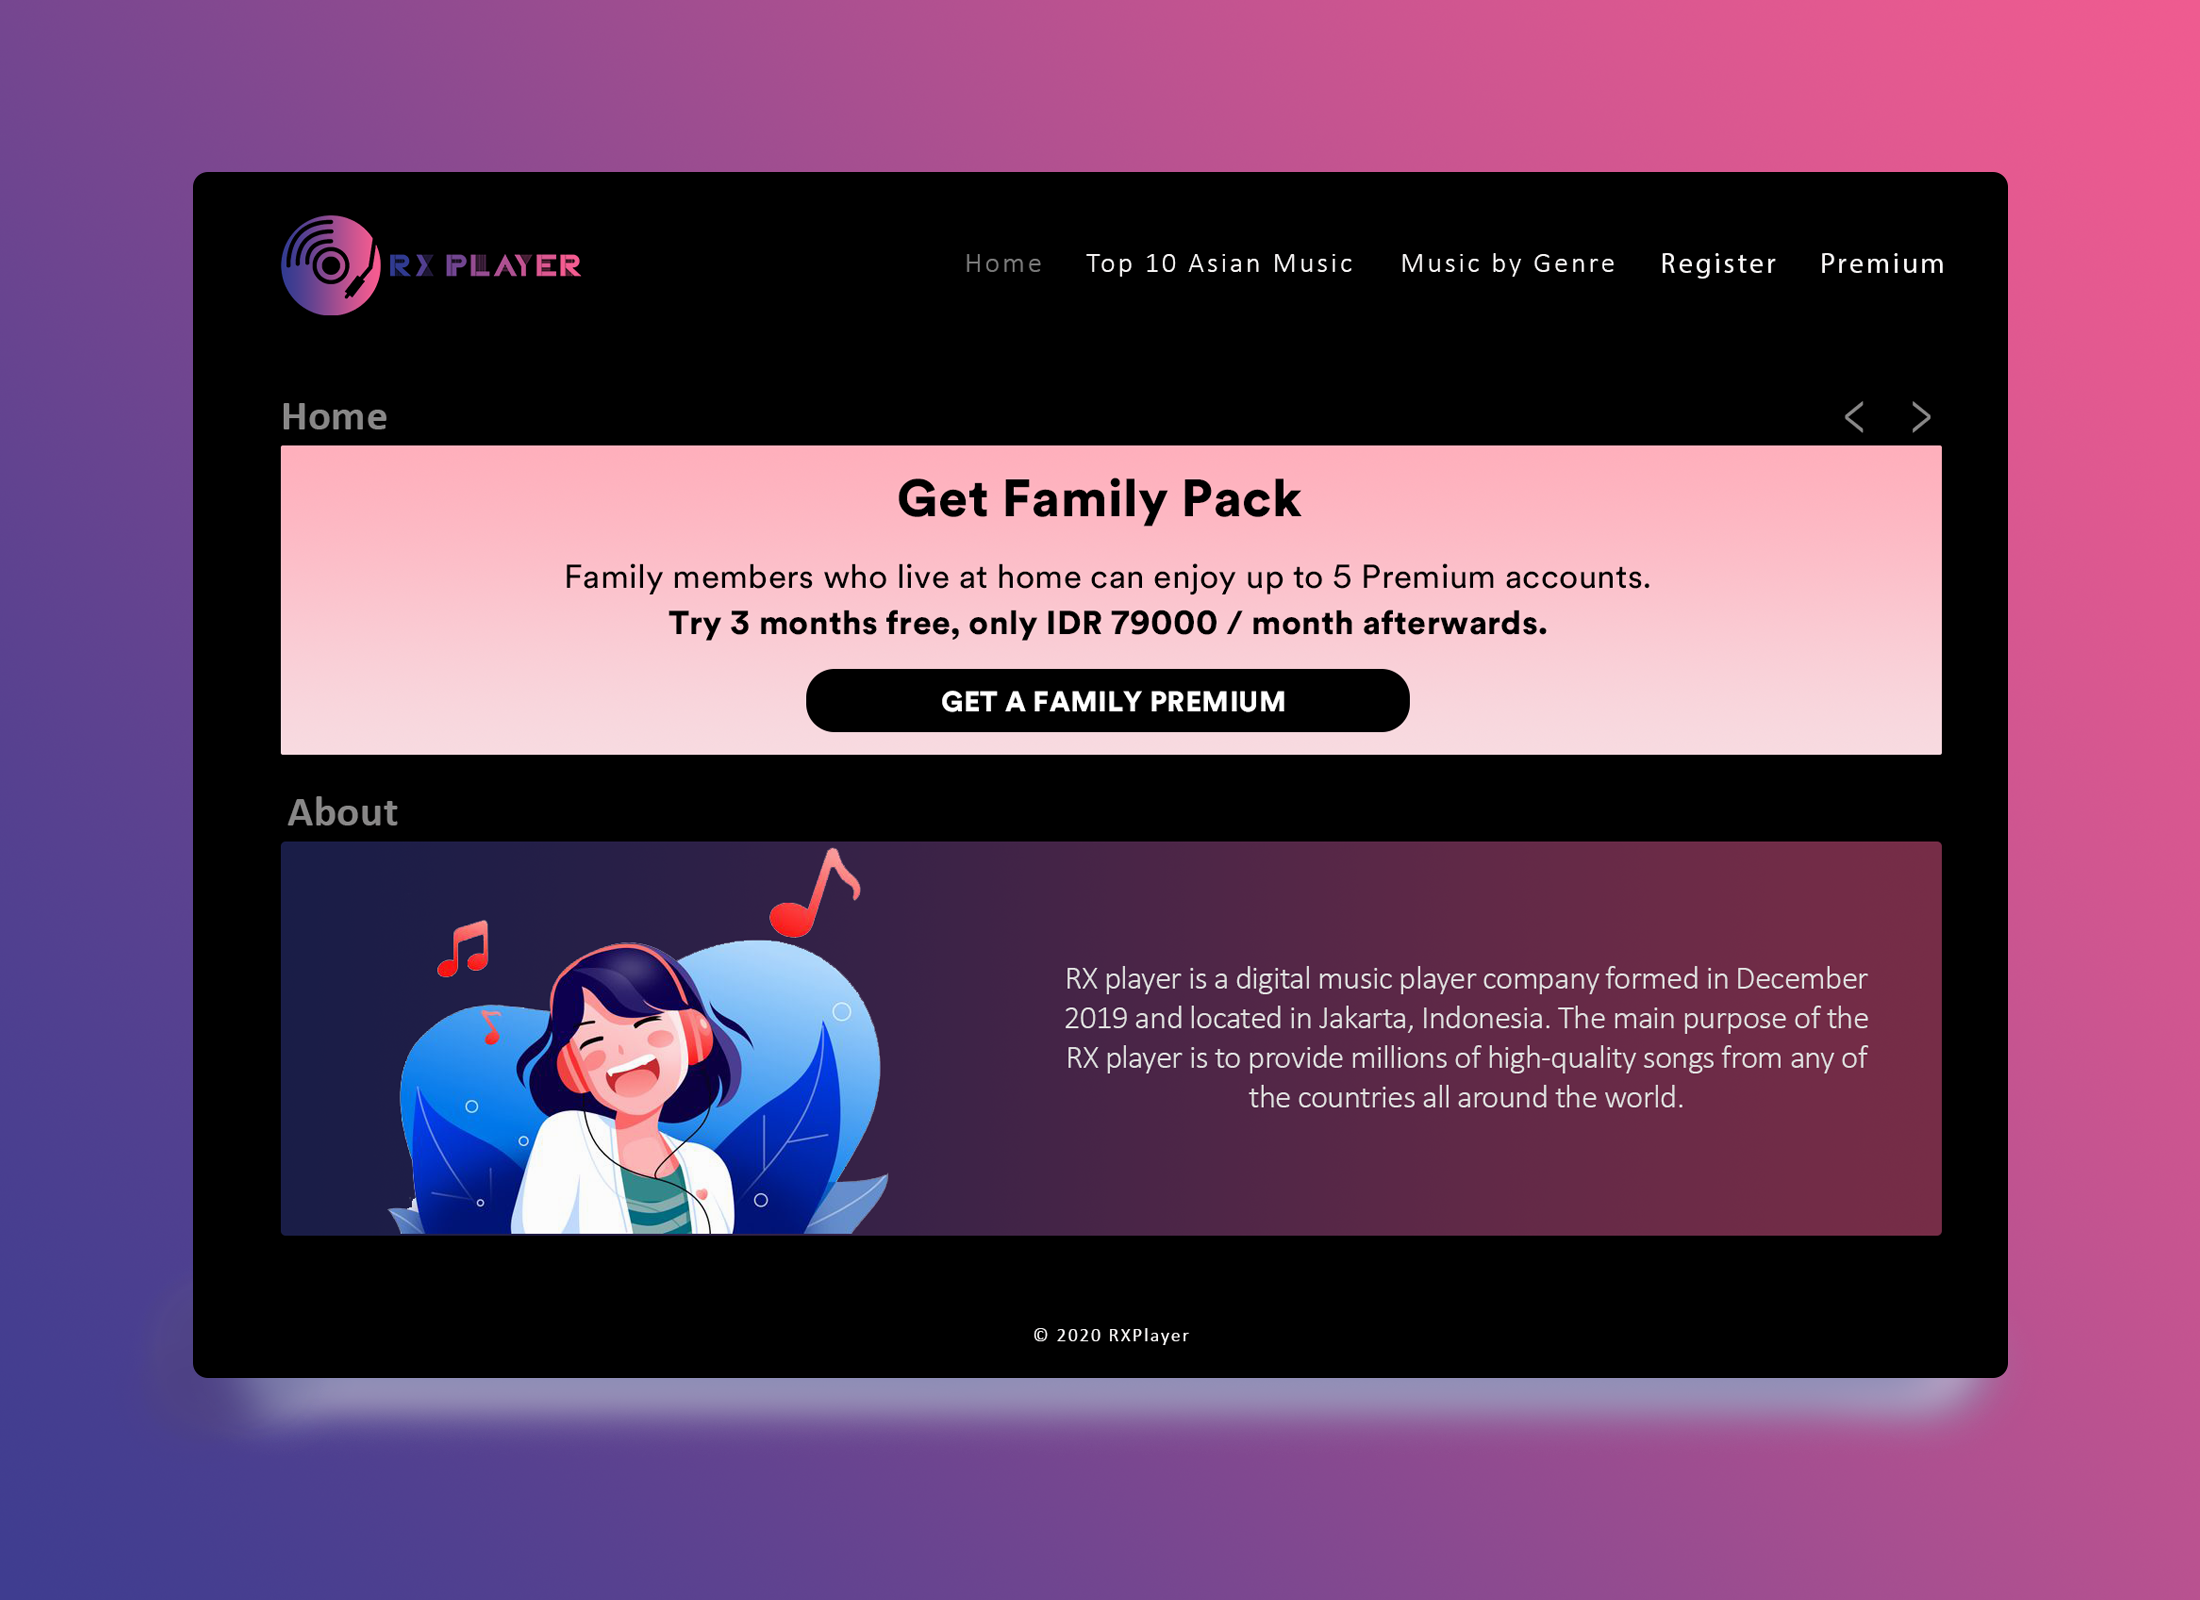 RX PLAYER
Home
Top 10 Asian Music
Music by Genre
Register
Premium
Home
< >
Get Family Pack
Family members who live at home can enjoy up to 5 Premium accounts.
Try 3 months free, only IDR 79000 / month afterwards.
GET A FAMILY PREMIUM
About
RX player is a digital music player company formed in December
2019 and located in Jakarta, Indonesia. The main purpose of the
RX player is to provide millions of high-quality songs from any of
the countries all around the world.
© 2020 RXPlayer